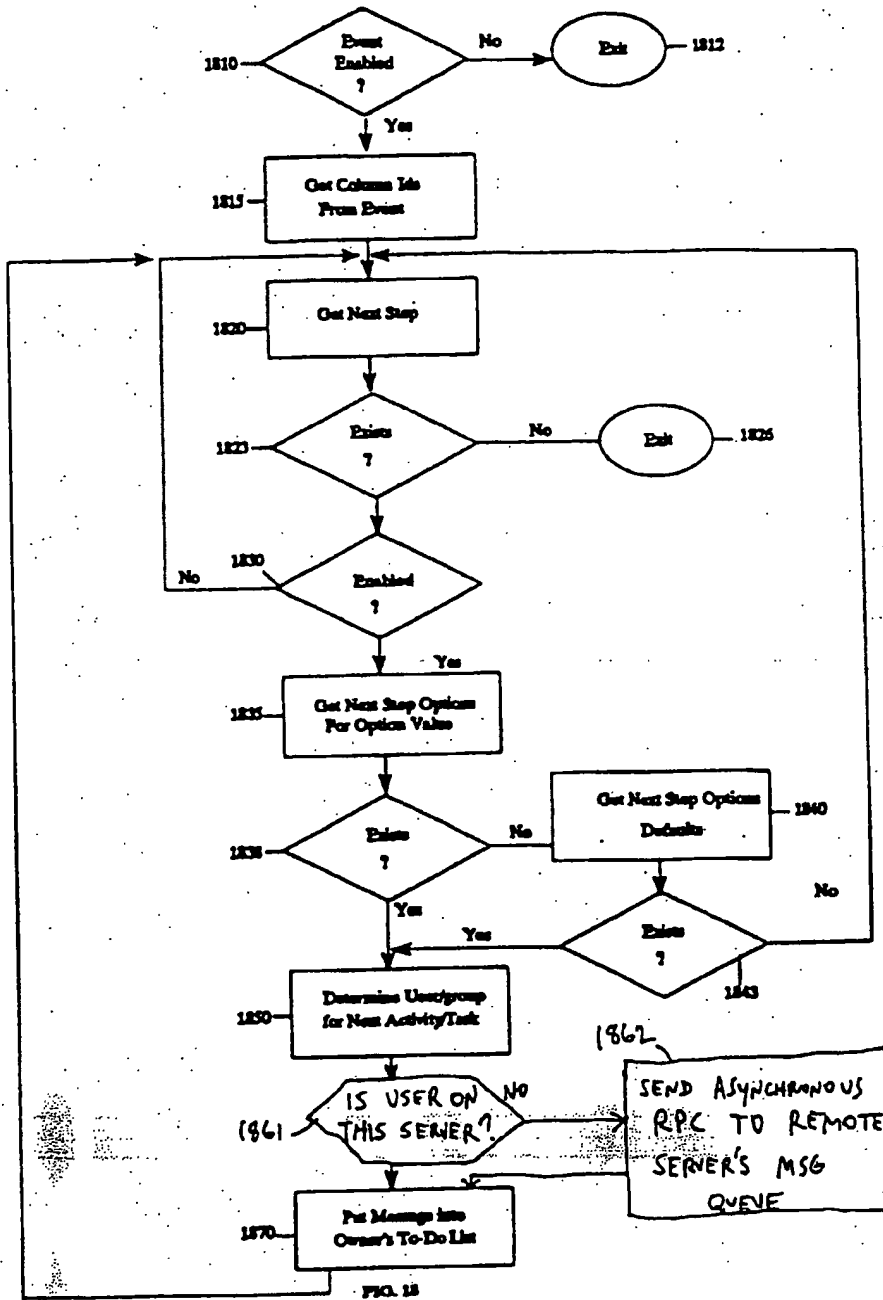 Event
Enabled
?
No
Exit
1812
1810
Yes
Get Column Ids
From Event
1815
Get Next Step
1820
Exists
?
No
Exit
1826
1823
1830
No
Enabled
?
Yes
Get Next Step Options
For Option Value
1835
Get Next Step Options
Defaults
1840
Exists
?
No
1838
No
Yes
Yes
Exists
?
1843
Determine User/group
for Next Activity/Task
1850
1862
IS USER ON
THIS SERVER?
NO
1861
SEND ASYNCHRONOUS
RPC TO REMOTE
SERVER'S MSG
QUEUE
Put Message into
Owner's To-Do List
1870
FIG. 18